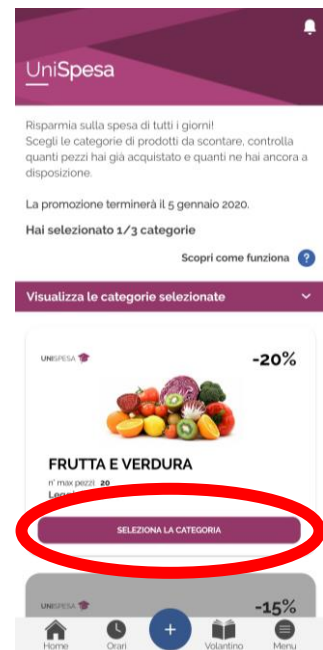 UniSpesa
Risparmia sulla spesa di tutti i giorni!
Scegli le categorie di prodotti da scontare, controlla
quanti pezzi hai già acquistato e quanti ne hai ancora a
disposizione.
La promozione terminerà il 5 gennaio 2020.
Hai selezionato 1/3 categorie
Scopri come funziona ?
Visualizza le categorie selezionate
UNISPESA -20%
FRUTTA E VERDURA
n° max pezzi 20
SELEZIONA LA CATEGORIA
UNISPESA -15%
Home Orari + Volantino Menu